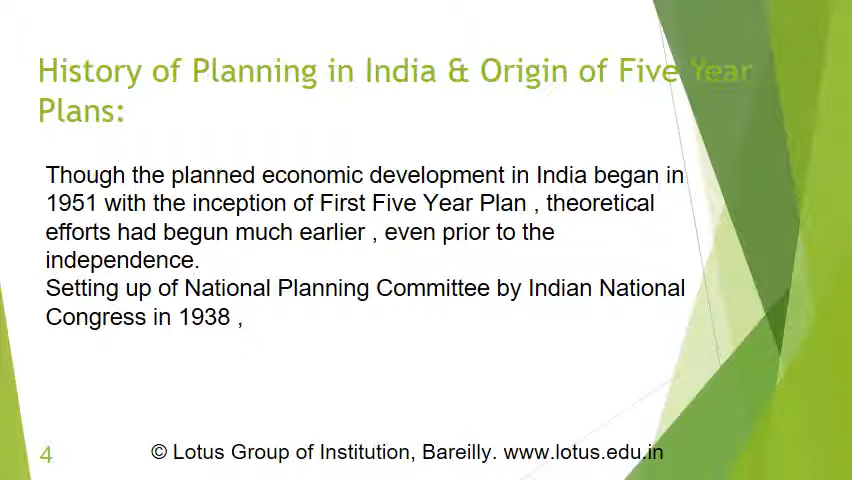 History of Planning in India & Origin of Five Year
Plans:
Though the planned economic development in India began in
1951 with the inception of First Five Year Plan , theoretical
efforts had begun much earlier , even prior to the
independence.
Setting up of National Planning Committee by Indian National
Congress in 1938 ,
4
© Lotus Group of Institution, Bareilly. www.lotus.edu.in